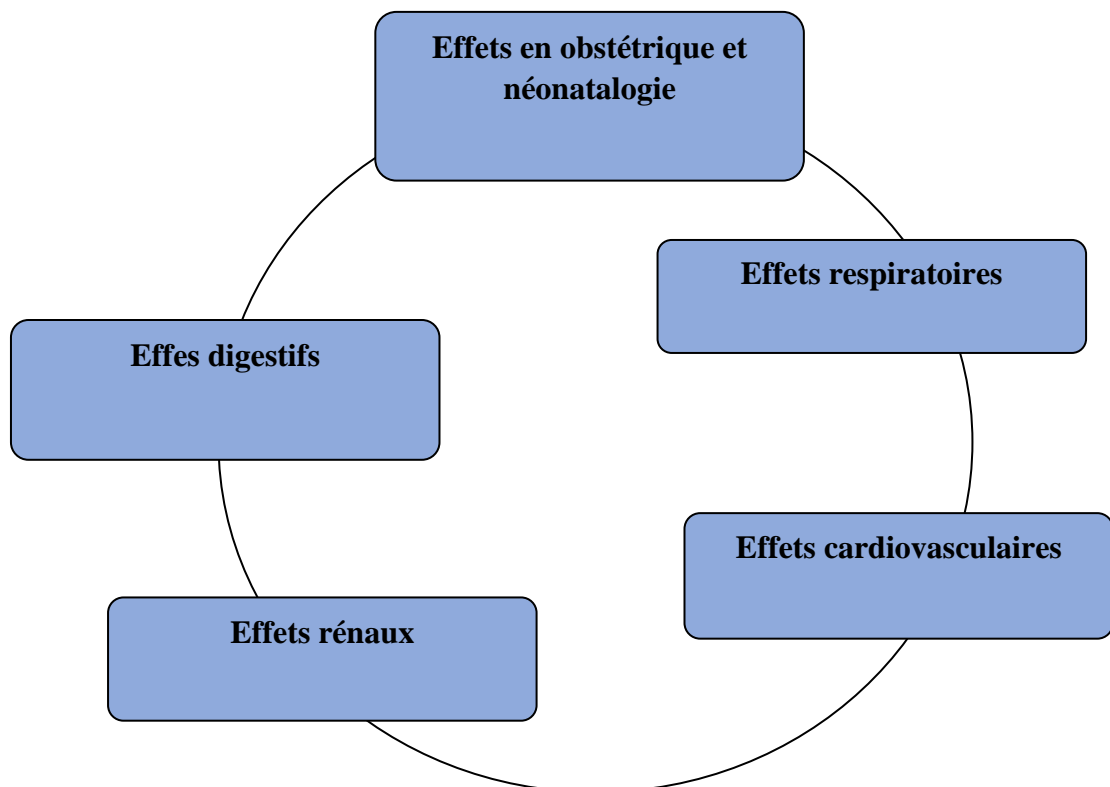 Effets en obstétrique et
néonatalogie
Effets respiratoires
Effes digestifs
Effets cardiovasculaires
Effets rénaux